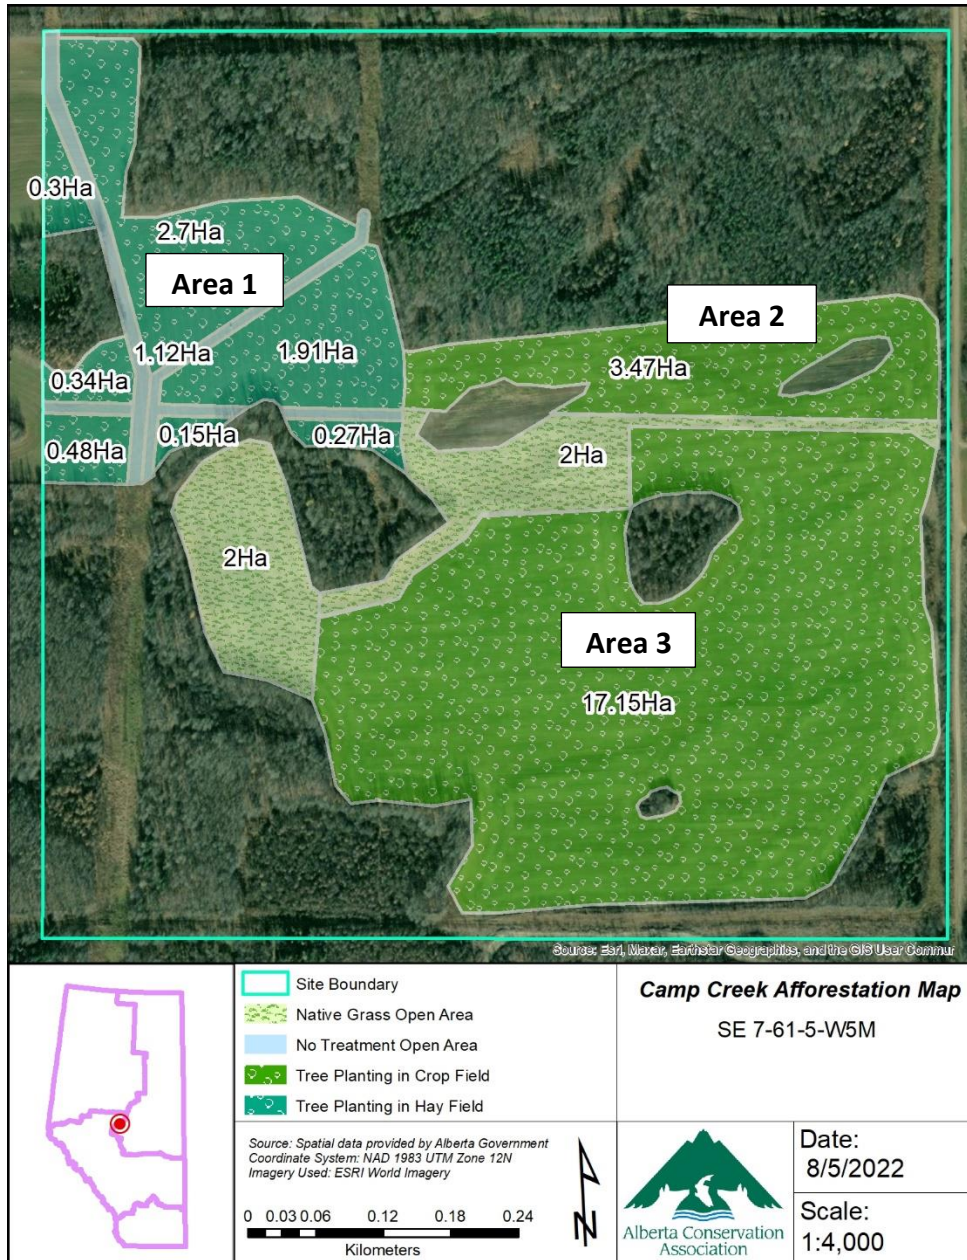 0.3Ha
2.7Ha
Area 1
Area 2
1.12Ha
1.91Ha
3.47Ha
0.34Ha
0.48Ha
0.15Ha
0.27Ha
2Ha
2Ha
Area 3
17.15Ha
Source: Esri, Maxar, Earthstar Geographics, and the GIS User Commur
Site Boundary
Native Grass Open Area
No Treatment Open Area
Tree Planting in Crop Field
Tree Planting in Hay Field
Source: Spatial data provided by Alberta Government
Coordinate System: NAD 1983 UTM Zone 12N
Imagery Used: ESRI World Imagery
0 0.03 0.06 0.12 0.18 0.24
Kilometers
N
Camp Creek Afforestation Map
SE 7-61-5-W5M
Alberta Conservation
Association
Date:
8/5/2022
Scale:
1:4,000